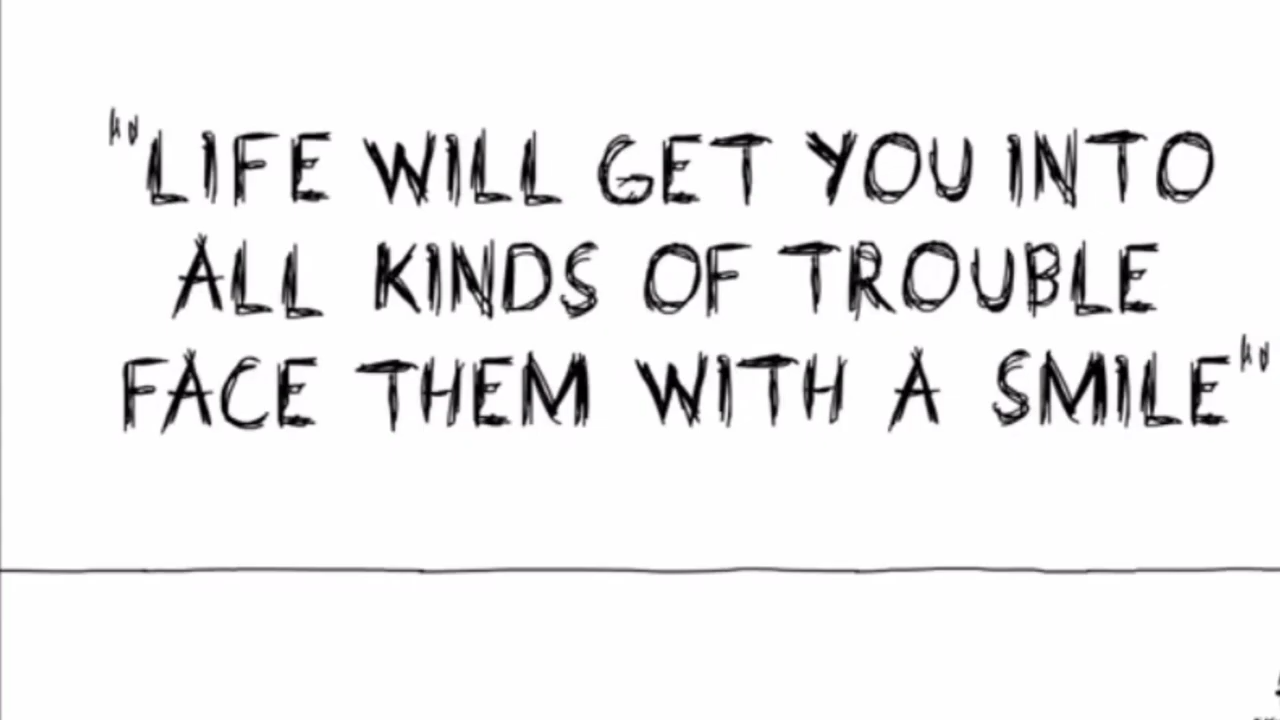 "LIFE WILL GET YOU INTO
ALL KINDS OF TROUBLE
FACE THEM WITH A SMILE"